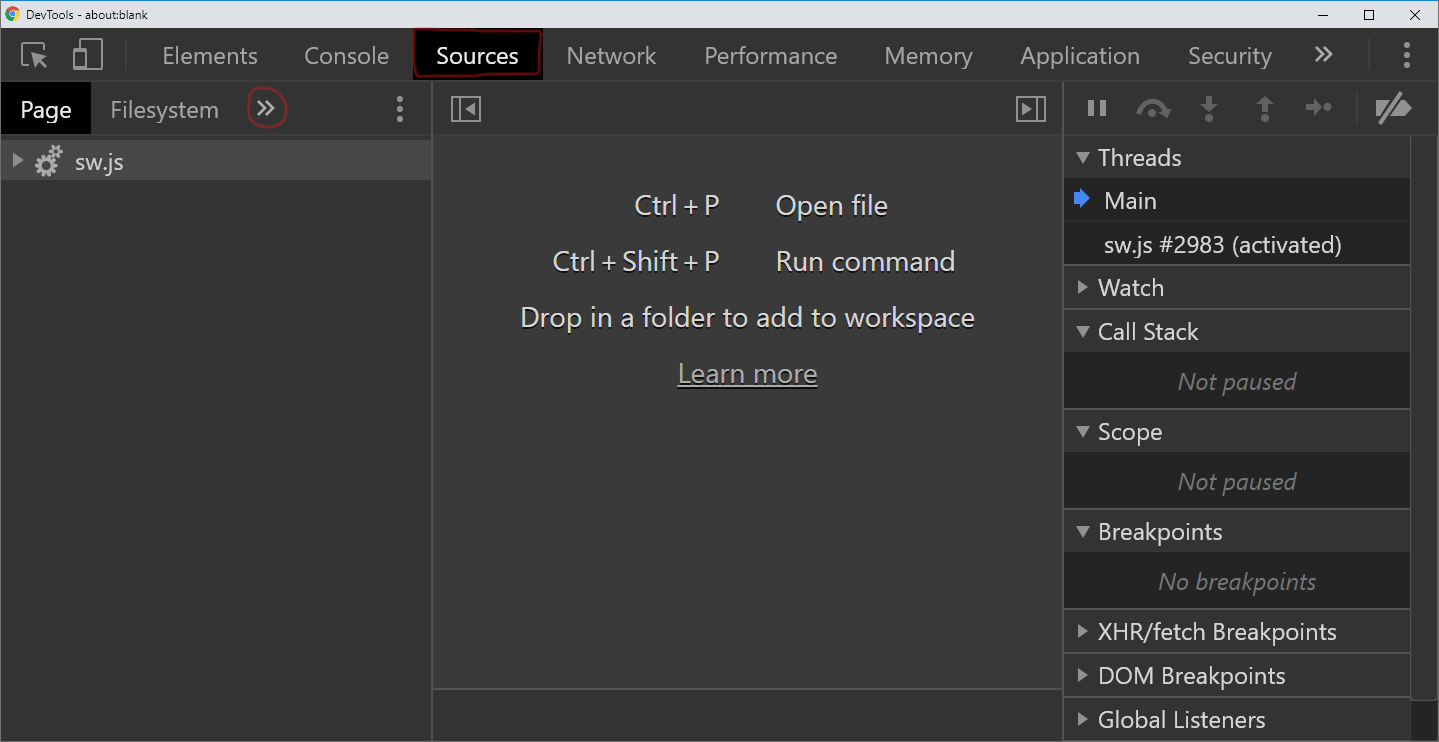 DevTools - about:blank
Elements Console Sources Network Performance Memory Application Security
Page Filesystem
sw.js
Ctrl + P Open file
Ctrl + Shift + P Run command
Drop in a folder to add to workspace
Learn more
Threads
Main
sw.js #2983 (activated)
Watch
Call Stack
Not paused
Scope
Not paused
Breakpoints
No breakpoints
XHR/fetch Breakpoints
DOM Breakpoints
Global Listeners